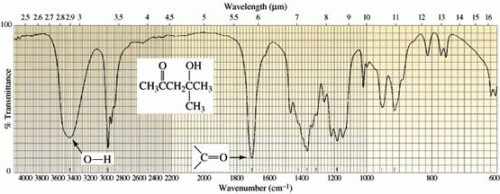 Wavelength (µm)
2.5 2.6 2.7 2.8 2.9 3 3.5 4 4.5 5 5.5 6 7 8 9 10 11 12 13 14 15 16
100
% Transmittance
O OH
CH₃CCH₂CCH₃
CH₃
O—H
C=O
0
4000 3800 3600 3400 3200 3000 2800 2600 2400 2200 2000 1800 1600 1400 1200 1000 800 600
Wavenumber (cm⁻¹)